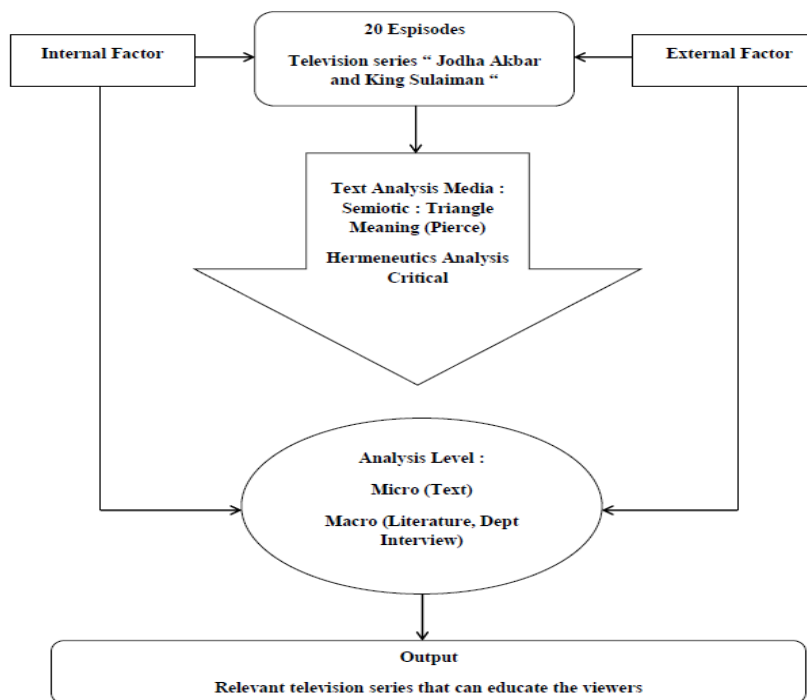 20 Espisodes
Internal Factor
Television series “ Jodha Akbar
and King Sulaiman “
External Factor
Text Analysis Media :
Semiotic : Triangle
Meaning (Pierce)
Hermeneutics Analysis
Critical
Analysis Level :
Micro (Text)
Macro (Literature, Dept
Interview)
Output
Relevant television series that can educate the viewers